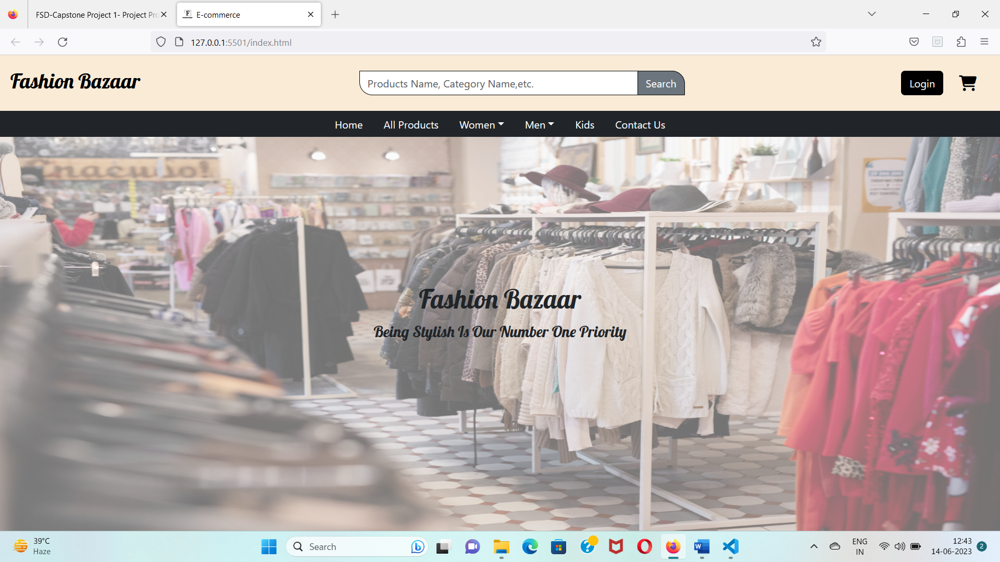 FSD-Capstone Project 1- Project Pro
E-commerce
127.0.0.1:5501/index.html
Fashion Bazaar
Products Name, Category Name,etc.
Search
Login
Home
All Products
Women
Men
Kids
Contact Us
Спасибо!
Fashion Bazaar
Being Stylish Is Our Number One Priority
39°C
Haze
Search
ENG
IN
12:43
14-06-2023
2